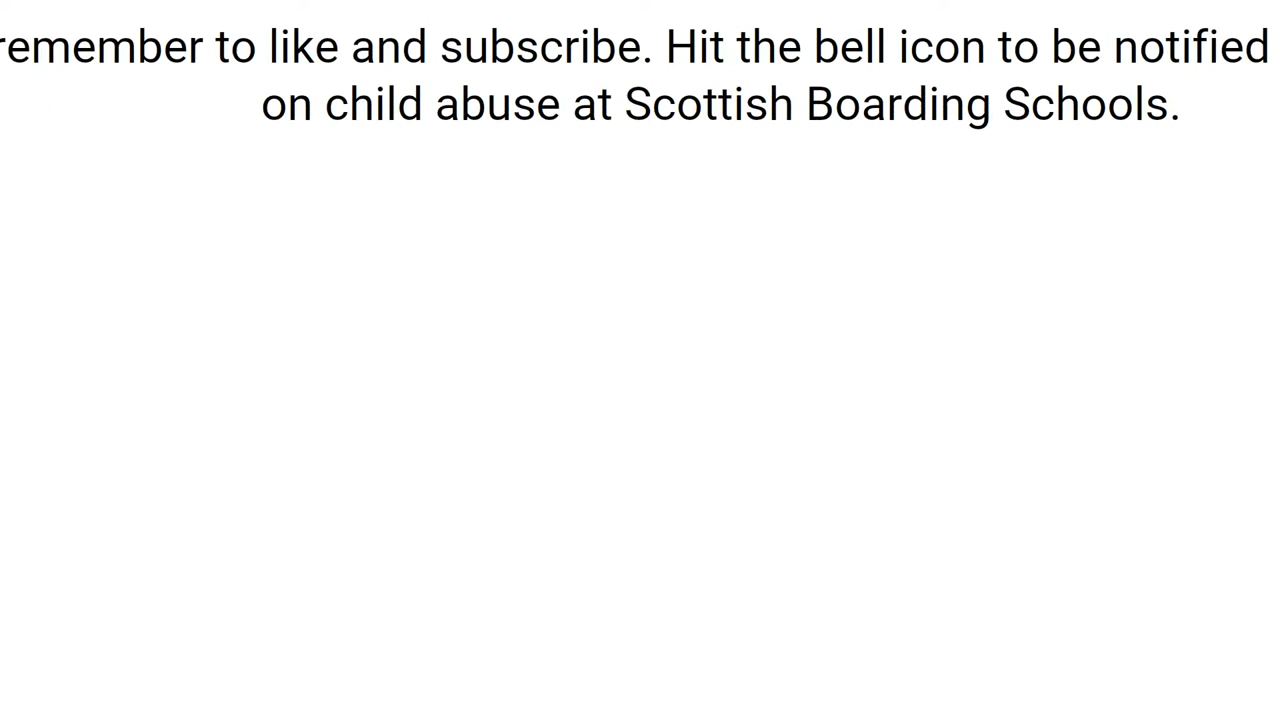 remember to like and subscribe. Hit the bell icon to be notified
on child abuse at Scottish Boarding Schools.